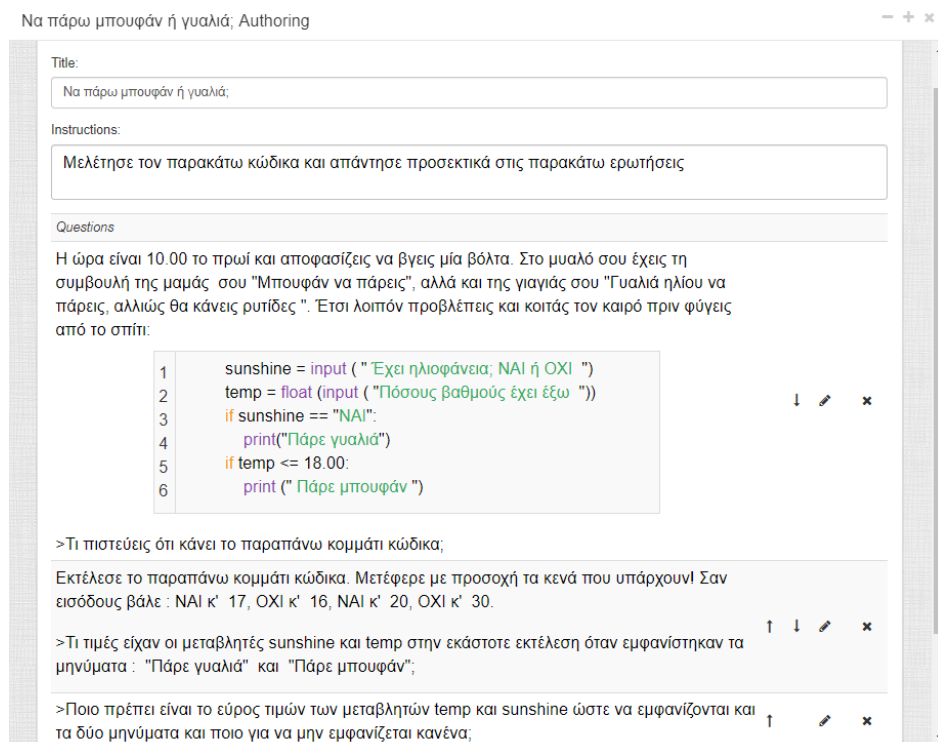 Να πάρω μπουφάν ή γυαλιά; Authoring
Title:
Να πάρω μπουφάν ή γυαλιά;
Instructions:
Μελέτησε τον παρακάτω κώδικα και απάντησε προσεκτικά στις παρακάτω ερωτήσεις
Questions
Η ώρα είναι 10.00 το πρωί και αποφασίζεις να βγεις μία βόλτα. Στο μυαλό σου έχεις τη
συμβουλή της μαμάς  σου "Μπουφάν να πάρεις", αλλά και της γιαγιάς σου "Γυαλιά ηλίου να
πάρεις, αλλιώς θα κάνεις ρυτίδες ". Έτσι λοιπόν προβλέπεις και κοιτάς τον καιρό πριν φύγεις
από το σπίτι:
1 sunshine = input ( " Έχει ηλιοφάνεια; ΝΑΙ ή ΟΧΙ  ")
2 temp = float (input ( "Πόσους βαθμούς έχει έξω  "))
3 if sunshine == "ΝΑΙ":
4 print("Πάρε γυαλιά")
5 if temp <= 18.00:
6 print (" Πάρε μπουφάν ")
>Τι πιστεύεις ότι κάνει το παραπάνω κομμάτι κώδικα;
Εκτέλεσε το παραπάνω κομμάτι κώδικα. Μετέφερε με προσοχή τα κενά που υπάρχουν! Σαν
εισόδους βάλε : ΝΑΙ κ'  17, ΟΧΙ κ'  16, ΝΑΙ κ'  20, ΟΧΙ κ'  30.
>Τι τιμές είχαν οι μεταβλητές sunshine και temp στην εκάστοτε εκτέλεση όταν εμφανίστηκαν τα
μηνύματα :  "Πάρε γυαλιά"  και  "Πάρε μπουφάν";
>Ποιο πρέπει είναι το εύρος τιμών των μεταβλητών temp και sunshine ώστε να εμφανίζονται και
τα δύο μηνύματα και ποιο για να μην εμφανίζεται κανένα;